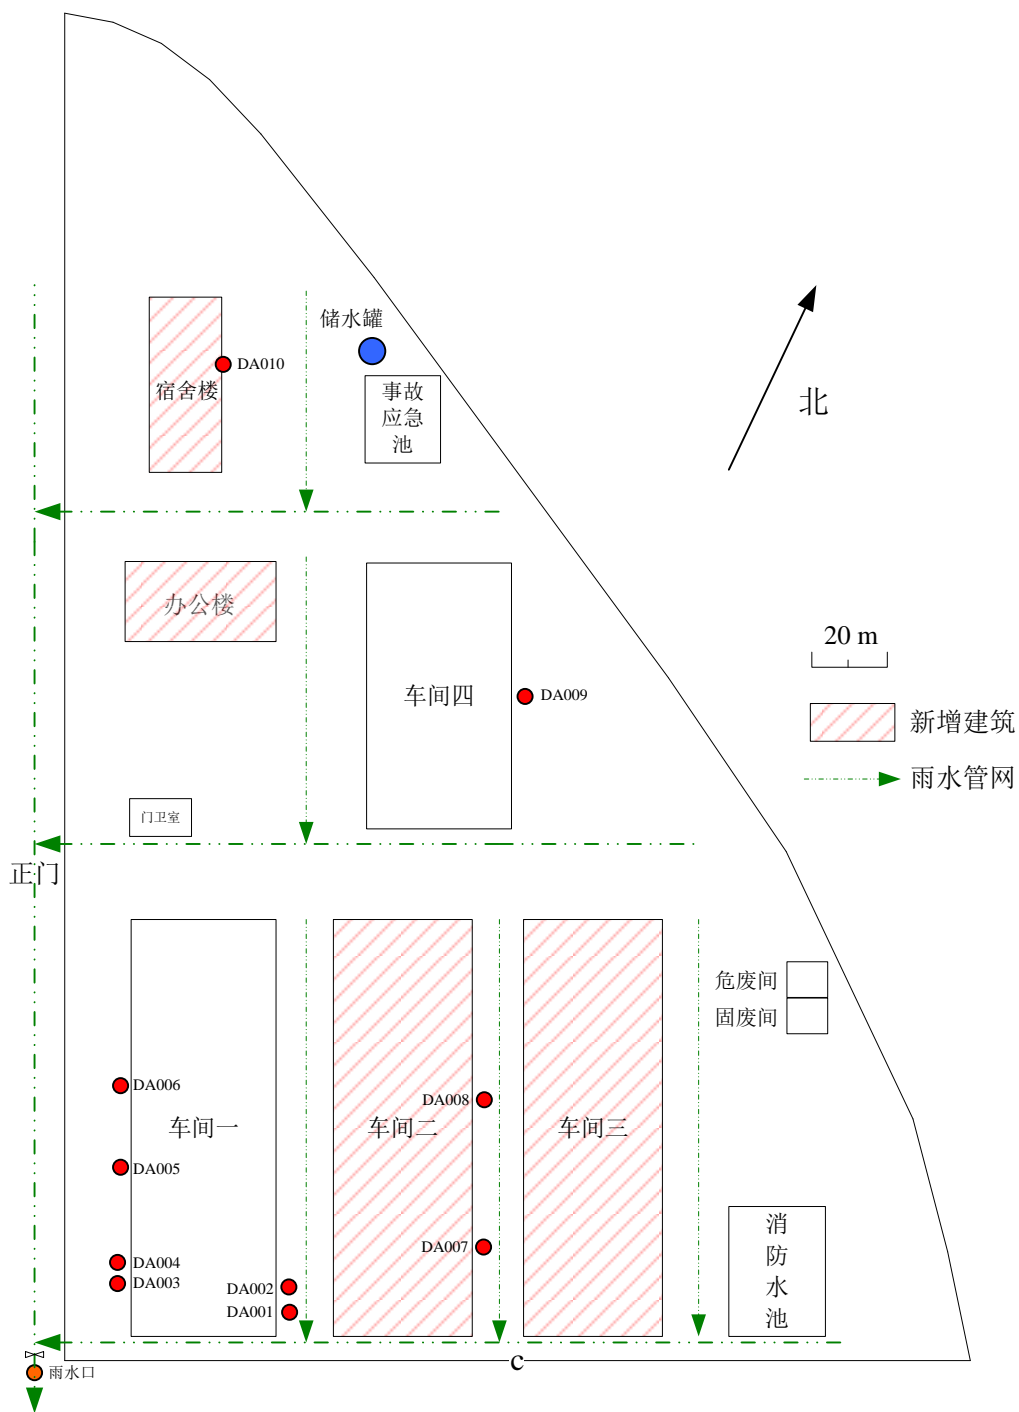 储水罐
DA010
宿舍楼
事故
应急
池
北
办公楼
20 m
车间四
DA009
新增建筑
雨水管网
门卫室
正门
危废间
固废间
DA006
DA008
车间一
车间二
车间三
DA005
消
防
水
池
DA007
DA004
DA003
DA002
DA001
c
雨水口